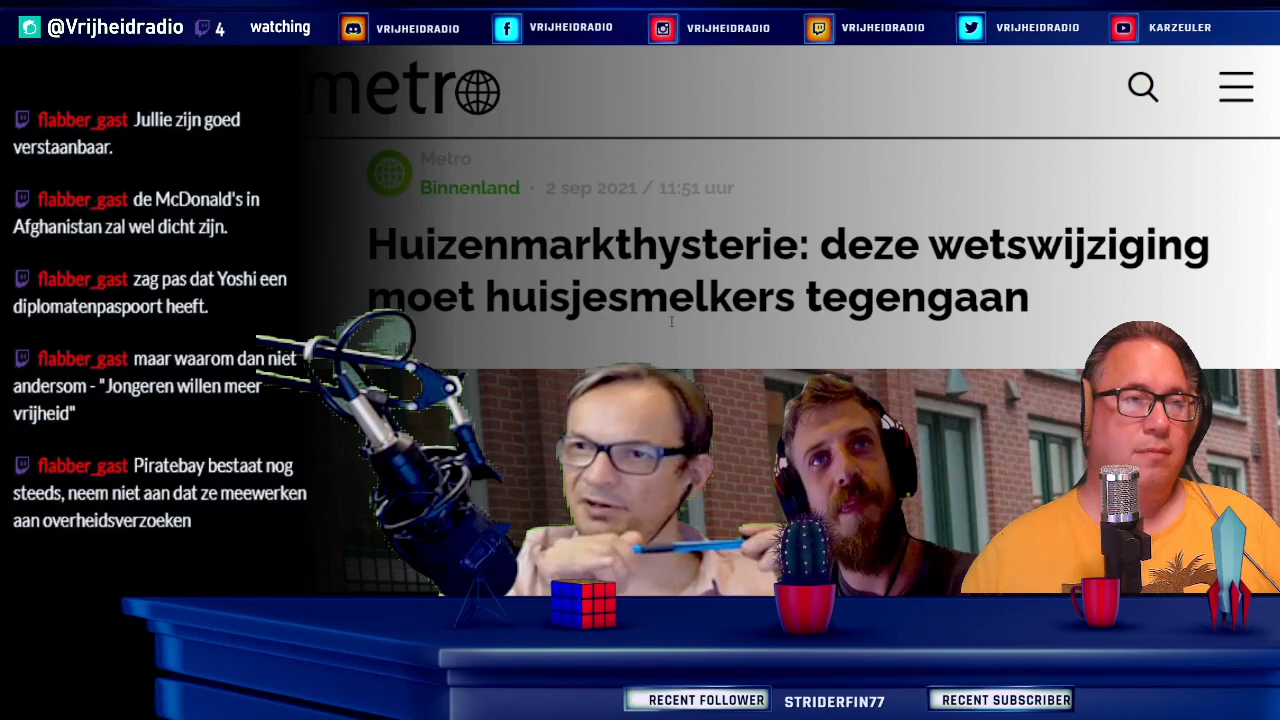 @Vrijheidradio 4 watching
VRIJHEIDRADIO
VRIJHEIDRADIO
VRIJHEIDRADIO
VRIJHEIDRADIO
VRIJHEIDRADIO
KARZEULER
metro
Metro
Binnenland · 2 sep 2021 / 11:51 uur
Huizenmarkthysterie: deze wetswijziging
moet huisjesmelkers tegengaan
flabber_gast Jullie zijn goed
verstaanbaar.
flabber_gast de McDonald's in
Afghanistan zal wel dicht zijn.
flabber_gast zag pas dat Yoshi een
diplomatenpaspoort heeft.
flabber_gast maar waarom dan niet
andersom - "Jongeren willen meer
vrijheid"
flabber_gast Piratebay bestaat nog
steeds, neem niet aan dat ze meewerken
aan overheidsverzoeken
RECENT FOLLOWER
STRIDERFIN77
RECENT SUBSCRIBER